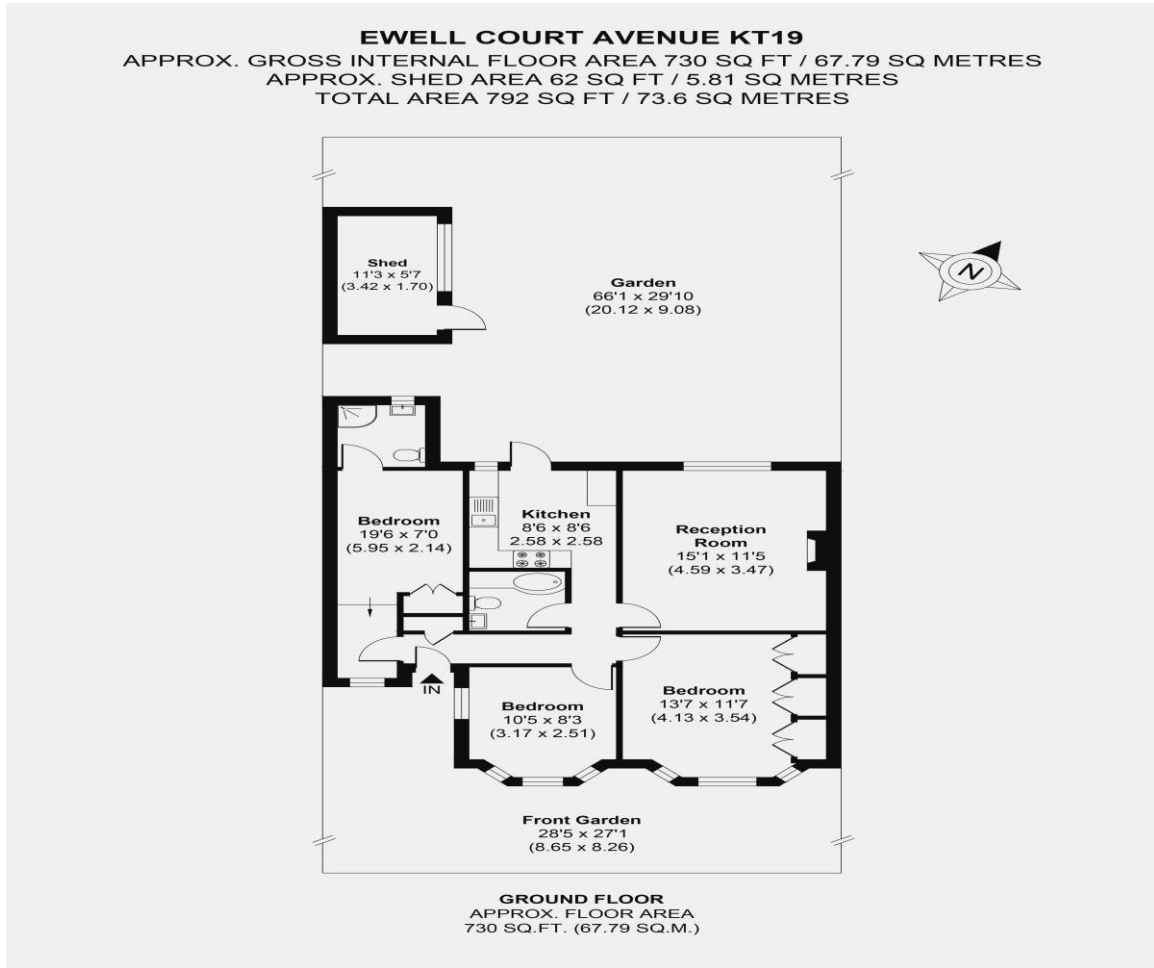 EWELL COURT AVENUE KT19
APPROX. GROSS INTERNAL FLOOR AREA 730 SQ FT / 67.79 SQ METRES
APPROX. SHED AREA 62 SQ FT / 5.81 SQ METRES
TOTAL AREA 792 SQ FT / 73.6 SQ METRES
Shed
11'3 x 5'7
(3.42 x 1.70)
Garden
66'1 x 29'10
(20.12 x 9.08)
N
Bedroom
19'6 x 7'0
(5.95 x 2.14)
Kitchen
8'6 x 8'6
2.58 x 2.58
Reception
Room
15'1 x 11'5
(4.59 x 3.47)
IN
Bedroom
10'5 x 8'3
(3.17 x 2.51)
Bedroom
13'7 x 11'7
(4.13 x 3.54)
Front Garden
28'5 x 27'1
(8.65 x 8.26)
GROUND FLOOR
APPROX. FLOOR AREA
730 SQ.FT. (67.79 SQ.M.)